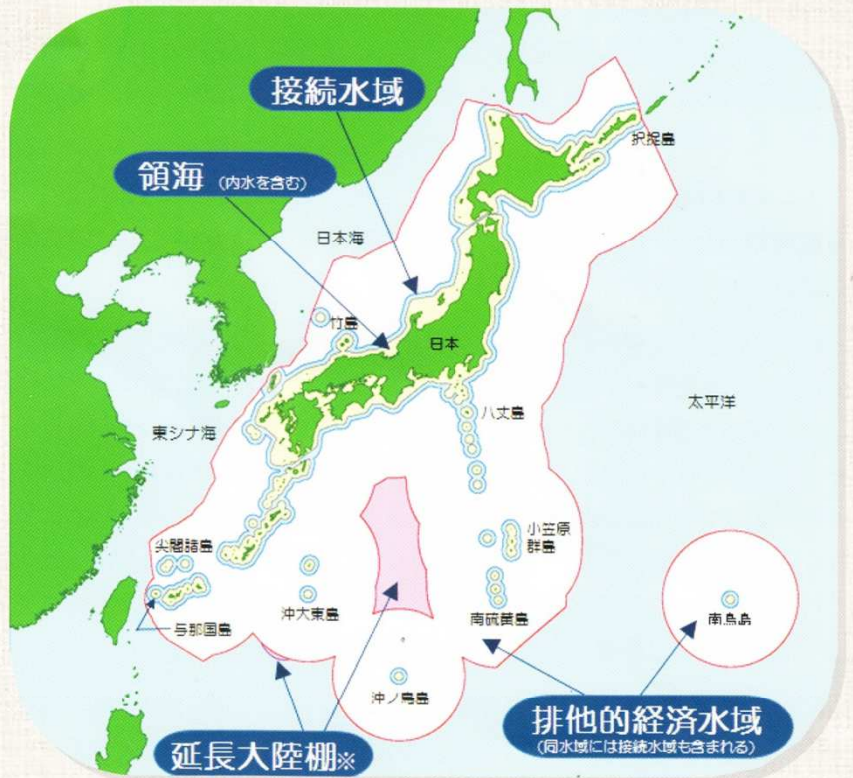 接続水域
領海 (内水を含む)
択捉島
日本海
竹島
日本
八丈島
太平洋
東シナ海
小笠原
群島
尖閣諸島
沖大東島
南硫黄島
南鳥島
与那国島
沖ノ鳥島
排他的経済水域
(同水域には接続水域も含まれる)
延長大陸棚※